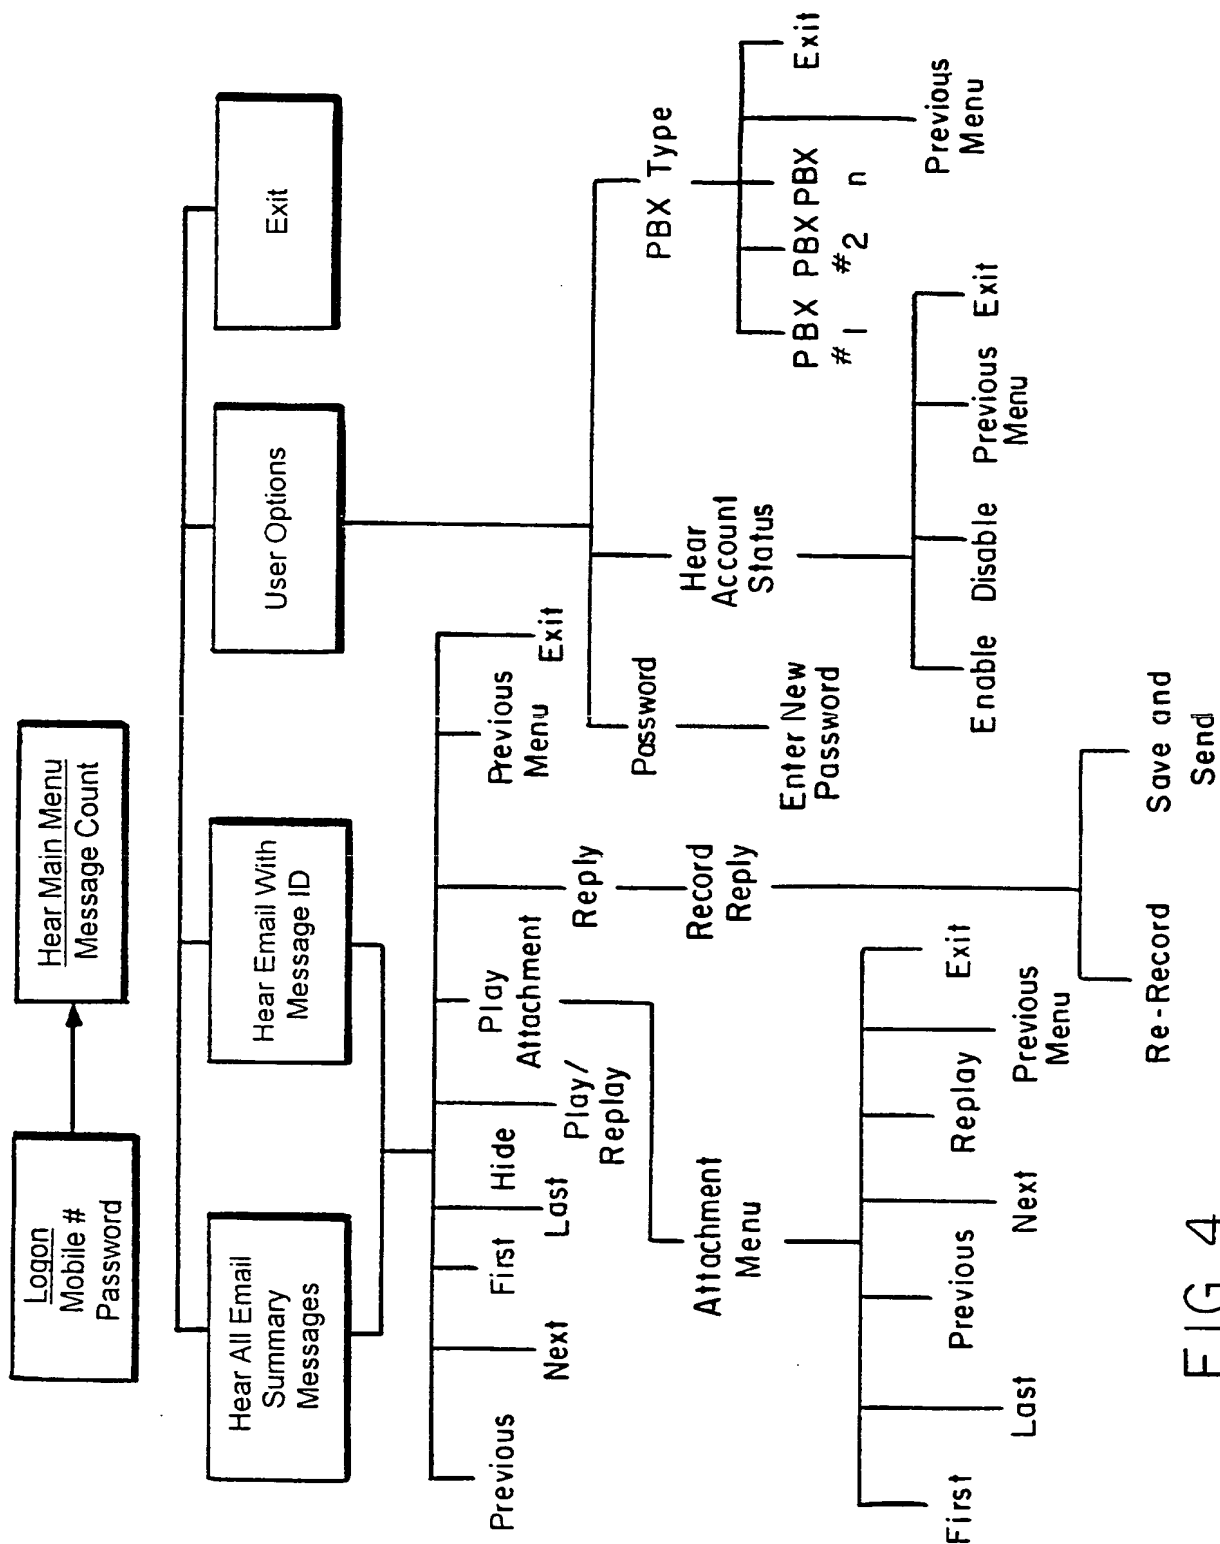 Logon
Mobile #
Password
Hear Main Menu
Message Count
Hear All Email
Summary
Messages
Hear Email With
Message ID
User Options
Exit
Previous
Next
First
Last
Hide
Play/
Replay
Play
Attachment
Reply
Previous
Menu
Exit
Record
Reply
Re-Record
Save and
Send
Attachment
Menu
First
Last
Previous
Next
Replay
Previous
Menu
Exit
Password
Enter New
Password
Hear
Account
Status
Enable
Disable
Previous
Menu
Exit
PBX Type
PBX
# 1
PBX
# 2
PBX
n
Previous
Menu
Exit
FIG 4